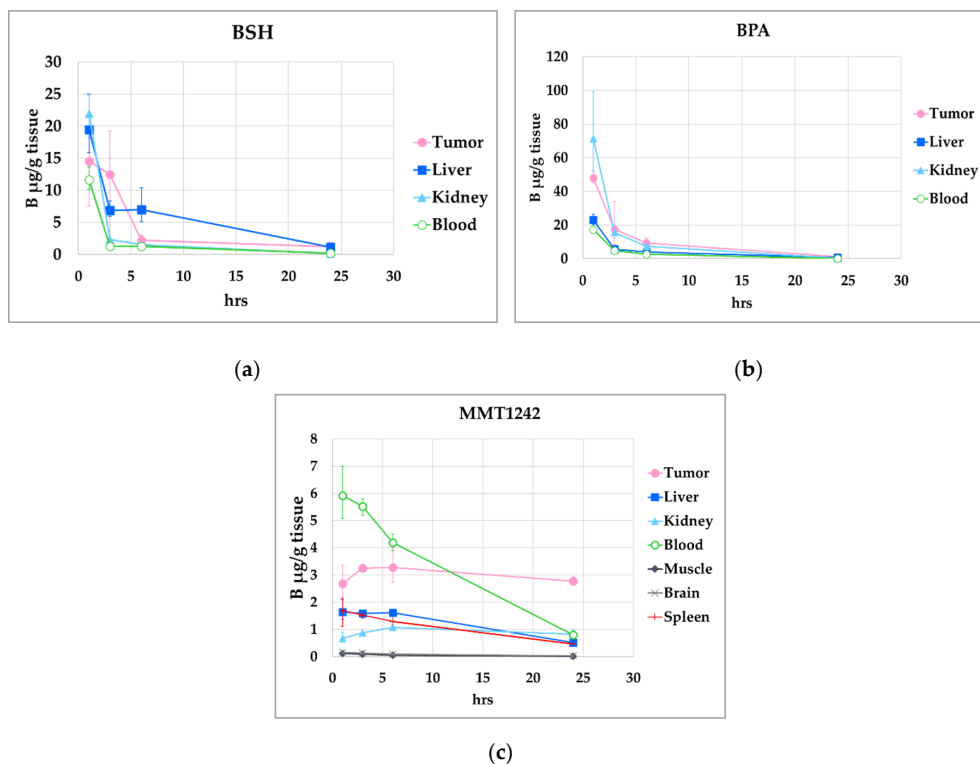 BSH
B µg/g tissue
30
25
20
15
10
5
0
0 5 10 15 20 25 30
hrs
Tumor
Liver
Kidney
Blood
(a)
BPA
B µg/g tissue
120
100
80
60
40
20
0
0 5 10 15 20 25 30
hrs
Tumor
Liver
Kidney
Blood
(b)
MMT1242
B µg/g tissue
8
7
6
5
4
3
2
1
0
0 5 10 15 20 25 30
hrs
Tumor
Liver
Kidney
Blood
Muscle
Brain
Spleen
(c)